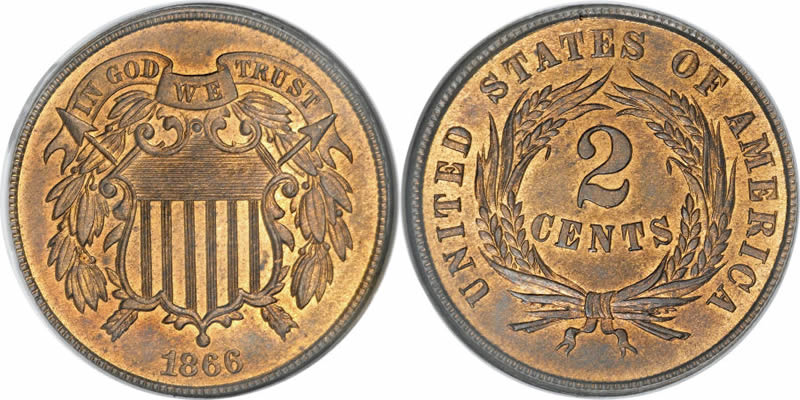 IN GOD WE TRUST
1866
UNITED STATES OF AMERICA
2
CENTS